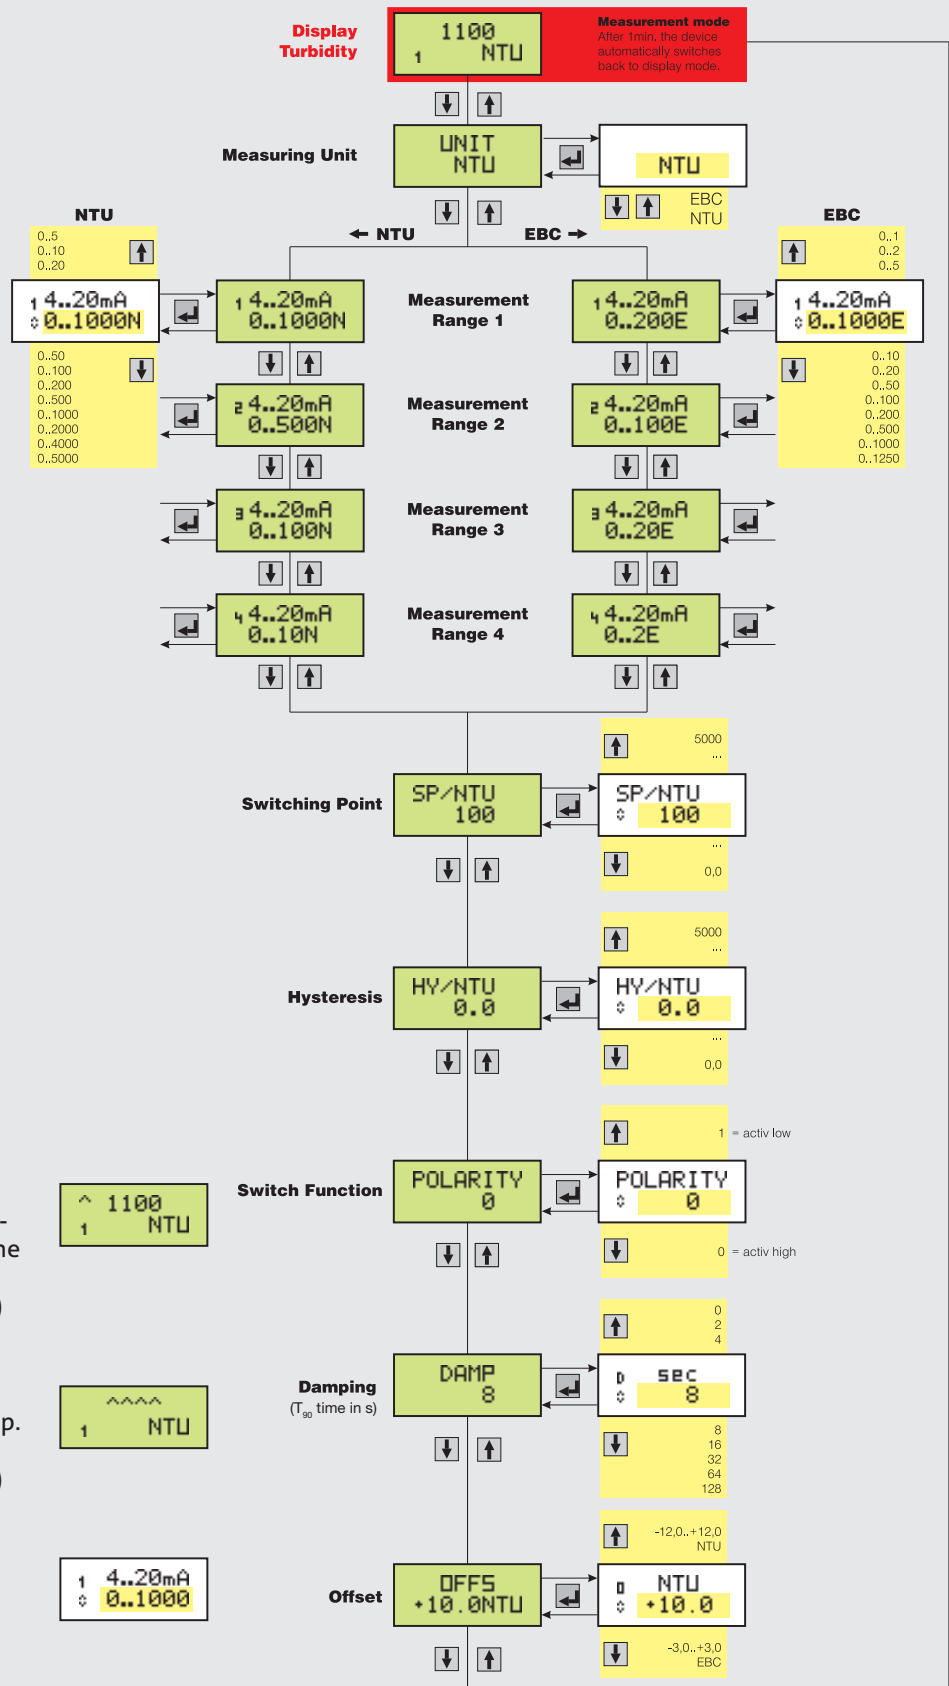 Display
Turbidity
1100
1 NTU
Measurement mode
After 1min. the device
automatically switches
back to display mode.
Measuring Unit
UNIT
NTU
NTU
EBC
NTU
NTU
← NTU
EBC →
EBC
0..5
0..10
0..20
1 4..20mA
0..1000N
0..50
0..100
0..200
0..500
0..1000
0..2000
0..4000
0..5000
1 4..20mA
0..1000N
Measurement
Range 1
1 4..20mA
0..200E
0..1
0..2
0..5
1 4..20mA
0..1000E
0..10
0..20
0..50
0..100
0..200
0..500
0..1000
0..1250
2 4..20mA
0..500N
Measurement
Range 2
2 4..20mA
0..100E
3 4..20mA
0..100N
Measurement
Range 3
3 4..20mA
0..20E
4 4..20mA
0..10N
Measurement
Range 4
4 4..20mA
0..2E
Switching Point
SP/NTU
100
5000
...
SP/NTU
100
...
0,0
Hysteresis
HY/NTU
0.0
5000
...
HY/NTU
0.0
...
0,0
Switch Function
POLARITY
0
1 = activ low
POLARITY
0
0 = activ high
^ 1100
1 NTU
-
ne
)
Damping
(T90 time in s)
DAMP
8
0
2
4
D sec
8
8
16
32
64
128
^^^^
1 NTU
p.
)
Offset
OFFS
+10.0NTU
-12,0..+12,0
NTU
O NTU
+10.0
-3,0..+3,0
EBC
1 4..20mA
0..1000